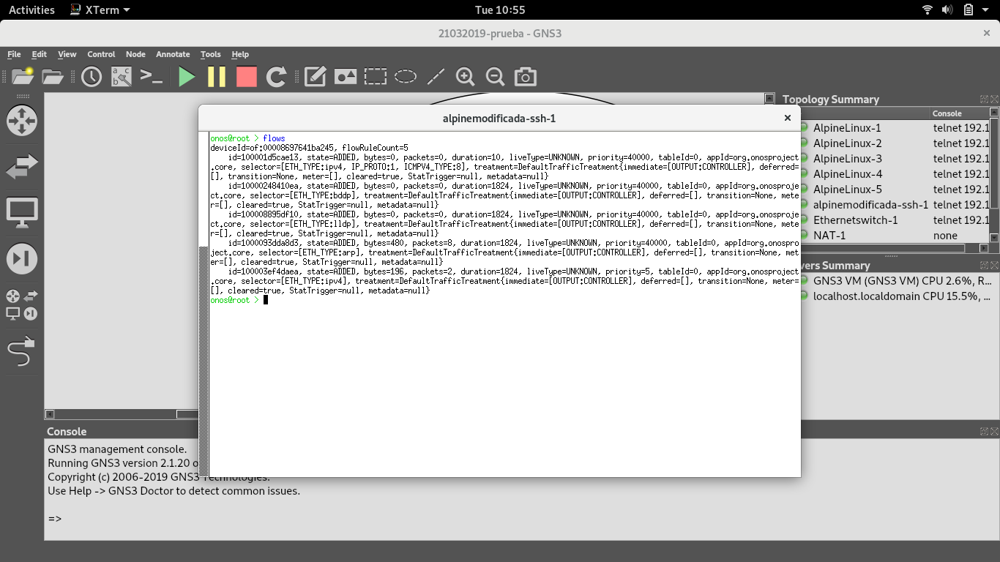 Activities
XTerm
Tue 10:55
21032019-prueba - GNS3
File Edit View Control Node Annotate Tools Help
Topology Summary
Console
AlpineLinux-1 telnet 192.1
AlpineLinux-2 telnet 192.1
AlpineLinux-3 telnet 192.1
AlpineLinux-4 telnet 192.1
AlpineLinux-5 telnet 192.1
alpinemodificada-ssh-1 telnet 192.1
Ethernetswitch-1 telnet 192.1
NAT-1 none
vers Summary
GNS3 VM (GNS3 VM) CPU 2.6%, R...
localhost.localdomain CPU 15.5%, ...
alpinemodificada-ssh-1
onos@root > flows
deviceId=of:00008697641ba245, flowRuleCount=5
id=100001d5cae13, state=ADDED, bytes=0, packets=0, duration=10, liveType=UNKNOWN, priority=40000, tableId=0, appId=org.onosproject
.core, selector=[ETH_TYPE:ipv4, IP_PROTO:1, ICMPV4_TYPE:8], treatment=DefaultTrafficTreatment{immediate=[OUTPUT:CONTROLLER], deferred=
[], transition=None, meter=[], cleared=true, StatTrigger=null, metadata=null}
id=10000248410ea, state=ADDED, bytes=0, packets=0, duration=1824, liveType=UNKNOWN, priority=40000, tableId=0, appId=org.onosproje
ct.core, selector=[ETH_TYPE:bddp], treatment=DefaultTrafficTreatment{immediate=[OUTPUT:CONTROLLER], deferred=[], transition=None, mete
r=[], cleared=true, StatTrigger=null, metadata=null}
id=100008895df10, state=ADDED, bytes=0, packets=0, duration=1824, liveType=UNKNOWN, priority=40000, tableId=0, appId=org.onosproje
ct.core, selector=[ETH_TYPE:lldp], treatment=DefaultTrafficTreatment{immediate=[OUTPUT:CONTROLLER], deferred=[], transition=None, mete
r=[], cleared=true, StatTrigger=null, metadata=null}
id=1000093dda8d3, state=ADDED, bytes=480, packets=8, duration=1824, liveType=UNKNOWN, priority=40000, tableId=0, appId=org.onospro
ject.core, selector=[ETH_TYPE:arp], treatment=DefaultTrafficTreatment{immediate=[OUTPUT:CONTROLLER], deferred=[], transition=None, me
ter=[], cleared=true, StatTrigger=null, metadata=null}
id=100003ef4daea, state=ADDED, bytes=196, packets=2, duration=1824, liveType=UNKNOWN, priority=5, tableId=0, appId=org.onosproject
.core, selector=[ETH_TYPE:ipv4], treatment=DefaultTrafficTreatment{immediate=[OUTPUT:CONTROLLER], deferred=[], transition=None, meter=
[], cleared=true, StatTrigger=null, metadata=null}
onos@root >
Console
GNS3 management console.
Running GNS3 version 2.1.20 o
Copyright (c) 2006-2019 GNS3 Technologies.
Use Help -> GNS3 Doctor to detect common issues.
=>